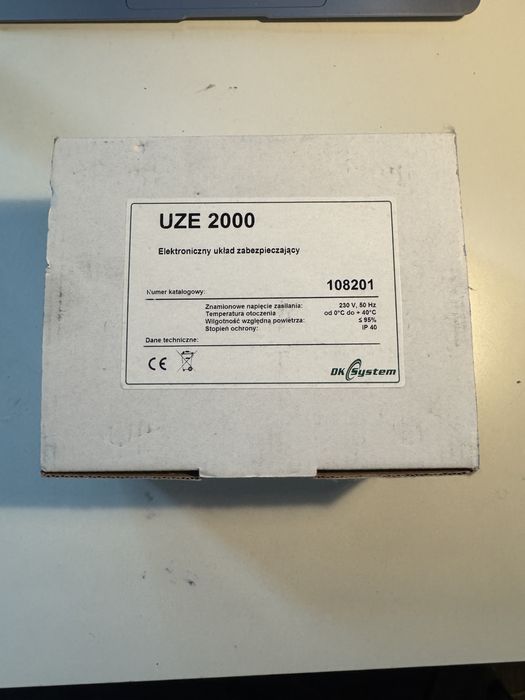 UZE 2000
Elektroniczny układ zabezpieczający
Numer katalogowy: 108201
Znamionowe napięcie zasilania: 230 V, 50 Hz
Temperatura otoczenia od 0°C do + 40°C
Wilgotność względną powietrza: ≤ 95%
Stopień ochrony: IP 40
Dane techniczne:
CE
DK System